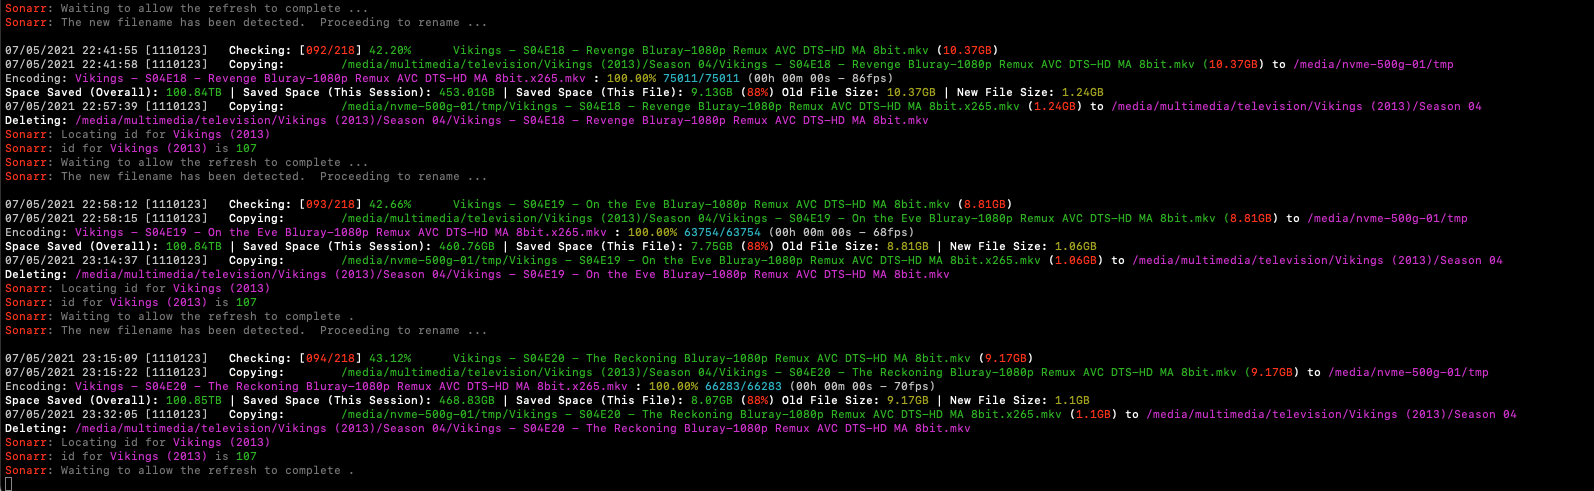 Sonarr: Waiting to allow the refresh to complete ...
Sonarr: The new filename has been detected.  Proceeding to rename ...
07/05/2021 22:41:55 [1110123]   Checking: [092/218] 42.20%      Vikings - S04E18 - Revenge Bluray-1080p Remux AVC DTS-HD MA 8bit.mkv (10.37GB)
07/05/2021 22:41:58 [1110123]   Copying:        /media/multimedia/television/Vikings (2013)/Season 04/Vikings - S04E18 - Revenge Bluray-1080p Remux AVC DTS-HD MA 8bit.mkv (10.37GB) to /media/nvme-500g-01/tmp
Encoding: Vikings - S04E18 - Revenge Bluray-1080p Remux AVC DTS-HD MA 8bit.x265.mkv : 100.00% 75011/75011 (00h 00m 00s - 86fps)
Space Saved (Overall): 100.84TB | Saved Space (This Session): 453.01GB | Saved Space (This File): 9.13GB (88%) Old File Size: 10.37GB | New File Size: 1.24GB
07/05/2021 22:57:39 [1110123]   Copying:        /media/nvme-500g-01/tmp/Vikings - S04E18 - Revenge Bluray-1080p Remux AVC DTS-HD MA 8bit.x265.mkv (1.24GB) to /media/multimedia/television/Vikings (2013)/Season 04
Deleting: /media/multimedia/television/Vikings (2013)/Season 04/Vikings - S04E18 - Revenge Bluray-1080p Remux AVC DTS-HD MA 8bit.mkv
Sonarr: Locating id for Vikings (2013)
Sonarr: id for Vikings (2013) is 107
Sonarr: Waiting to allow the refresh to complete ...
Sonarr: The new filename has been detected.  Proceeding to rename ...
07/05/2021 22:58:12 [1110123]   Checking: [093/218] 42.66%      Vikings - S04E19 - On the Eve Bluray-1080p Remux AVC DTS-HD MA 8bit.mkv (8.81GB)
07/05/2021 22:58:15 [1110123]   Copying:        /media/multimedia/television/Vikings (2013)/Season 04/Vikings - S04E19 - On the Eve Bluray-1080p Remux AVC DTS-HD MA 8bit.mkv (8.81GB) to /media/nvme-500g-01/tmp
Encoding: Vikings - S04E19 - On the Eve Bluray-1080p Remux AVC DTS-HD MA 8bit.x265.mkv : 100.00% 63754/63754 (00h 00m 00s - 68fps)
Space Saved (Overall): 100.84TB | Saved Space (This Session): 460.76GB | Saved Space (This File): 7.75GB (88%) Old File Size: 8.81GB | New File Size: 1.06GB
07/05/2021 23:14:37 [1110123]   Copying:        /media/nvme-500g-01/tmp/Vikings - S04E19 - On the Eve Bluray-1080p Remux AVC DTS-HD MA 8bit.x265.mkv (1.06GB) to /media/multimedia/television/Vikings (2013)/Season 04
Deleting: /media/multimedia/television/Vikings (2013)/Season 04/Vikings - S04E19 - On the Eve Bluray-1080p Remux AVC DTS-HD MA 8bit.mkv
Sonarr: Locating id for Vikings (2013)
Sonarr: id for Vikings (2013) is 107
Sonarr: Waiting to allow the refresh to complete .
Sonarr: The new filename has been detected.  Proceeding to rename ...
07/05/2021 23:15:09 [1110123]   Checking: [094/218] 43.12%      Vikings - S04E20 - The Reckoning Bluray-1080p Remux AVC DTS-HD MA 8bit.mkv (9.17GB)
07/05/2021 23:15:22 [1110123]   Copying:        /media/multimedia/television/Vikings (2013)/Season 04/Vikings - S04E20 - The Reckoning Bluray-1080p Remux AVC DTS-HD MA 8bit.mkv (9.17GB) to /media/nvme-500g-01/tmp
Encoding: Vikings - S04E20 - The Reckoning Bluray-1080p Remux AVC DTS-HD MA 8bit.x265.mkv : 100.00% 66283/66283 (00h 00m 00s - 70fps)
Space Saved (Overall): 100.85TB | Saved Space (This Session): 468.83GB | Saved Space (This File): 8.07GB (88%) Old File Size: 9.17GB | New File Size: 1.1GB
07/05/2021 23:32:05 [1110123]   Copying:        /media/nvme-500g-01/tmp/Vikings - S04E20 - The Reckoning Bluray-1080p Remux AVC DTS-HD MA 8bit.x265.mkv (1.1GB) to /media/multimedia/television/Vikings (2013)/Season 04
Deleting: /media/multimedia/television/Vikings (2013)/Season 04/Vikings - S04E20 - The Reckoning Bluray-1080p Remux AVC DTS-HD MA 8bit.mkv
Sonarr: Locating id for Vikings (2013)
Sonarr: id for Vikings (2013) is 107
Sonarr: Waiting to allow the refresh to complete .